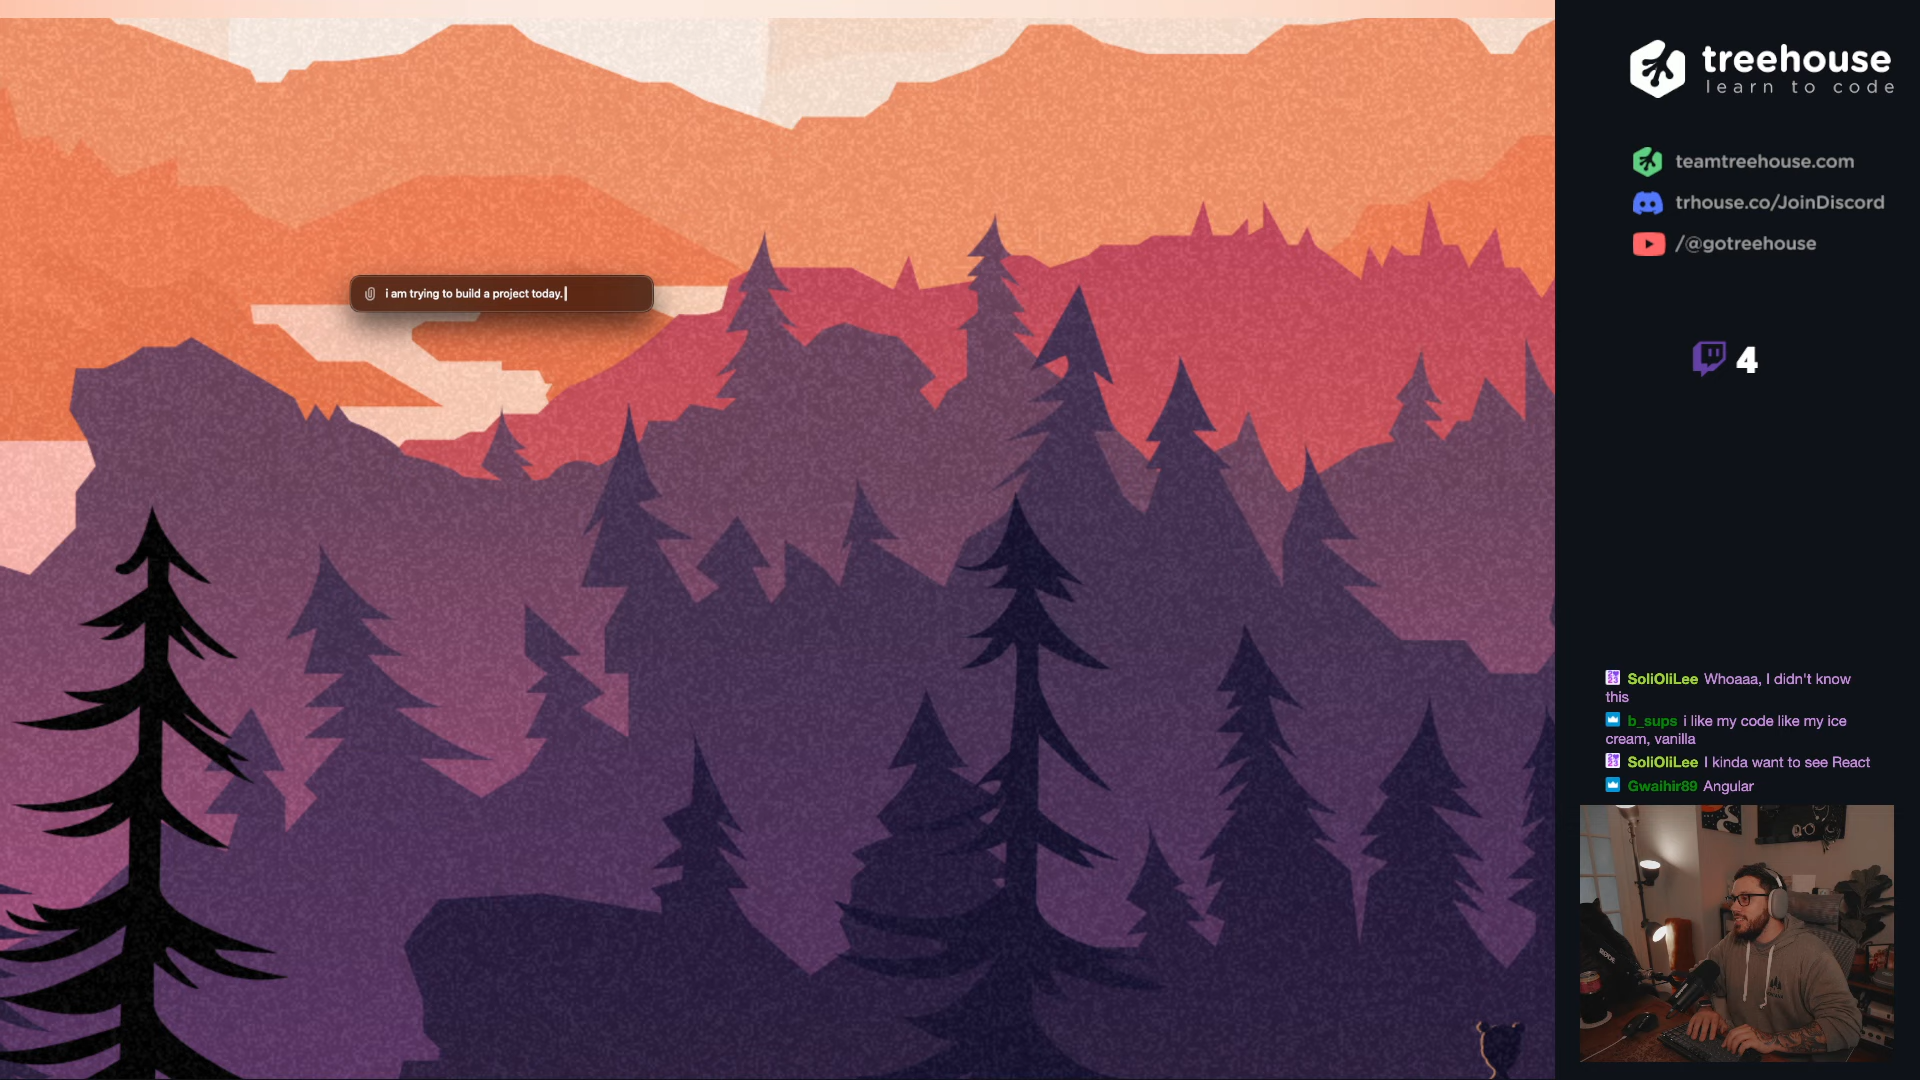 i am trying to build a project today.
treehouse
learn to code
teamtreehouse.com
trhouse.co/JoinDiscord
/@gotreehouse
4
SoliOliLee Whoaaa, I didn't know
this
b_sups i like my code like my ice
cream, vanilla
SoliOliLee I kinda want to see React
Gwaihir89 Angular